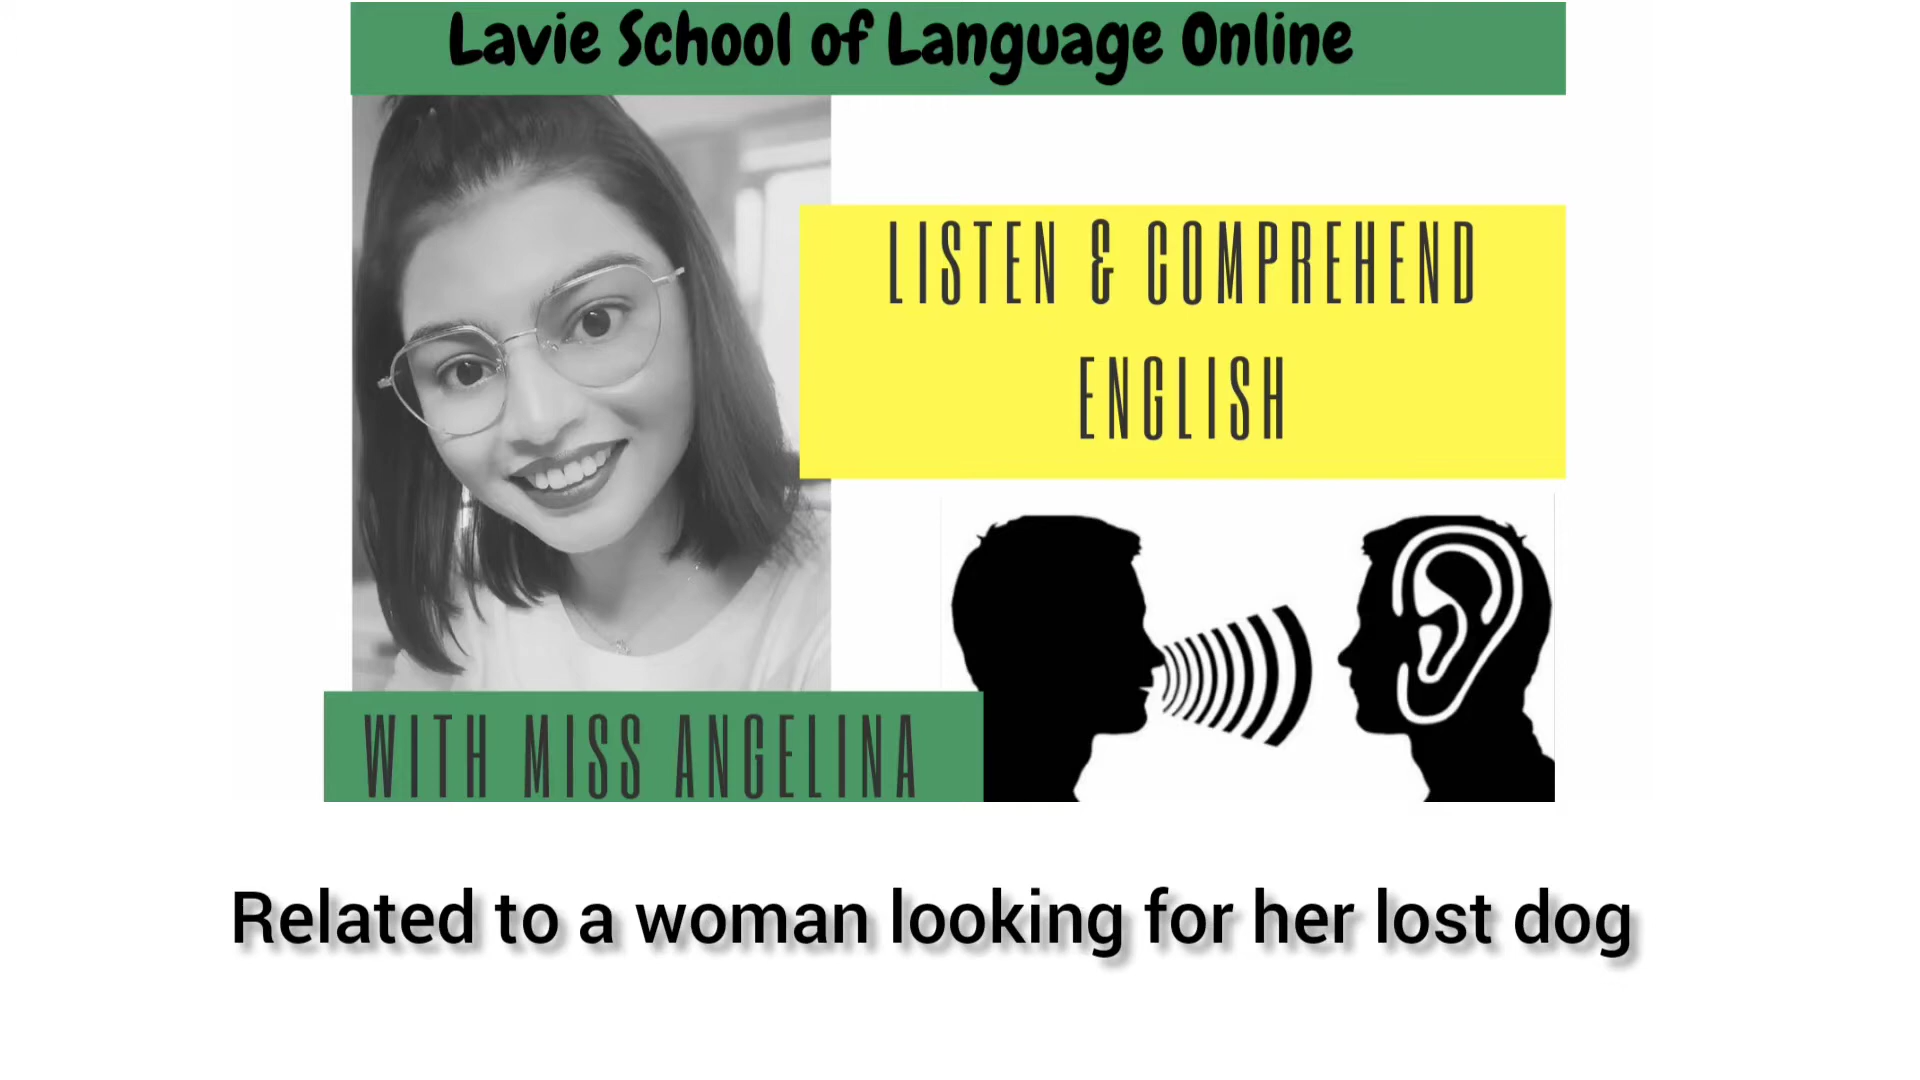 Lavie School of Language Online
LISTEN & COMPREHEND
ENGLISH
WITH MISS ANGELINA
Related to a woman looking for her lost dog